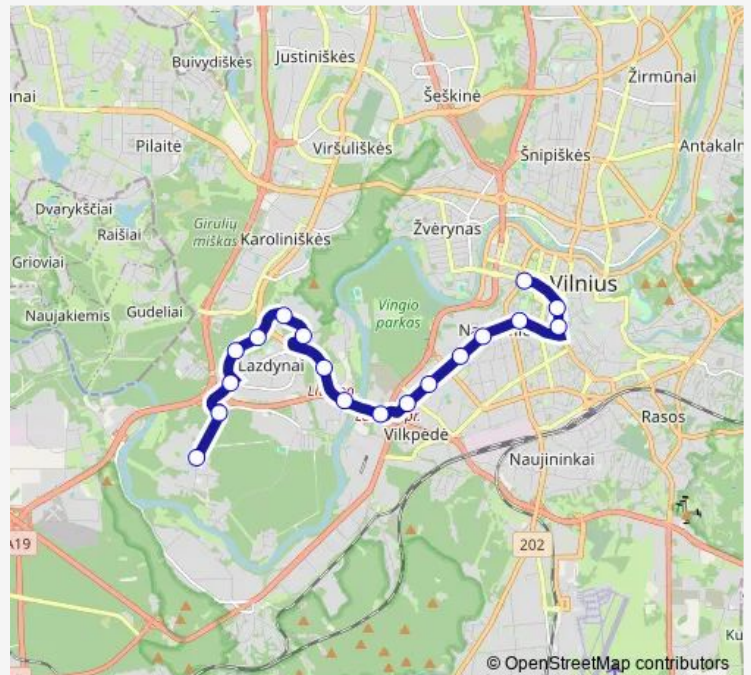 Buivydiškės
Justiniškės
Šeškinė
Žirmūnai
Pilaitė
Viršuliškės
Šnipiškės
Dvarykščiai
Raišiai
Girulių
miškas
Karoliniškės
Žvėrynas
Grioviai
Naujakiemis
Gudeliai
Vingio
parkas
Vilnius
Lazdynai
Vilkpėdė
Rasos
Naujininkai
A19
202
© OpenStreetMap contributors